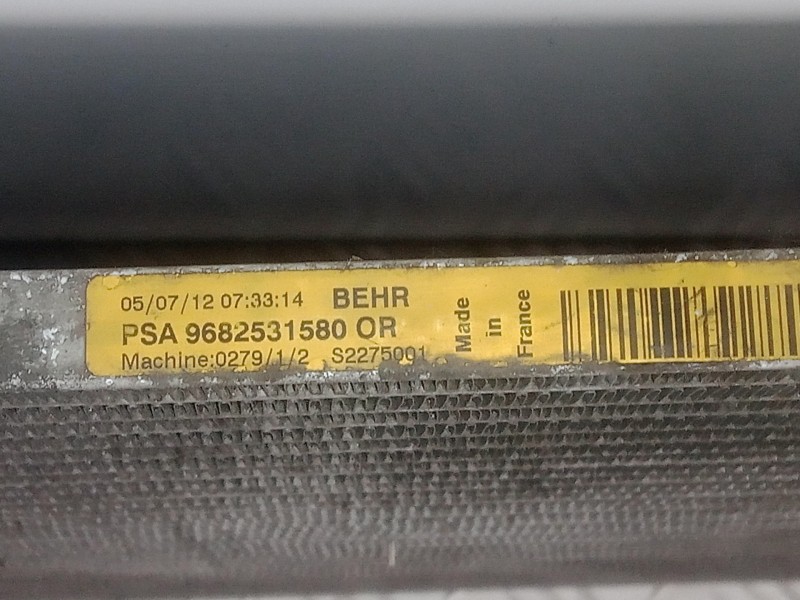 05/07/12 07:33:14 BEHR
PSA 9682531580 OR
Machine:0279/1/2 S2275001
Made
in
France